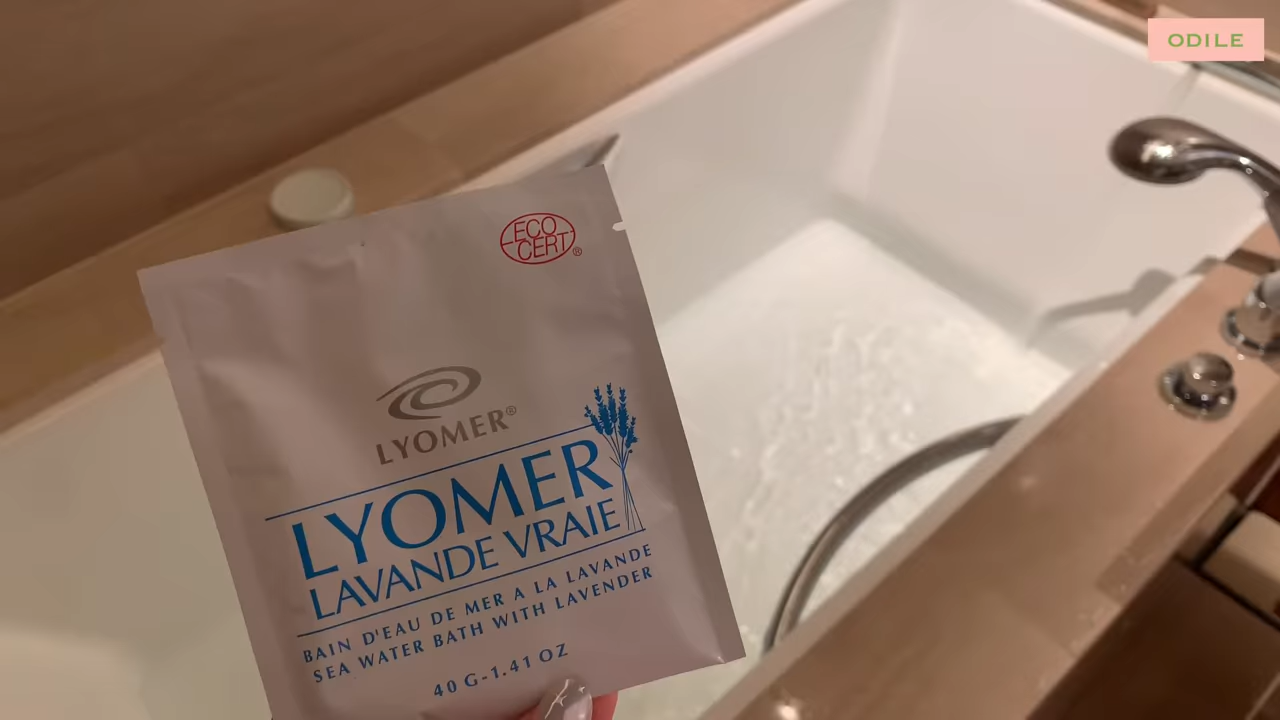 ODILE
ECO
CERT®
LYOMER®
LYOMER
LAVANDE VRAIE
BAIN D'EAU DE MER A LA LAVANDE
SEA WATER BATH WITH LAVENDER
40 G-1.41 OZ